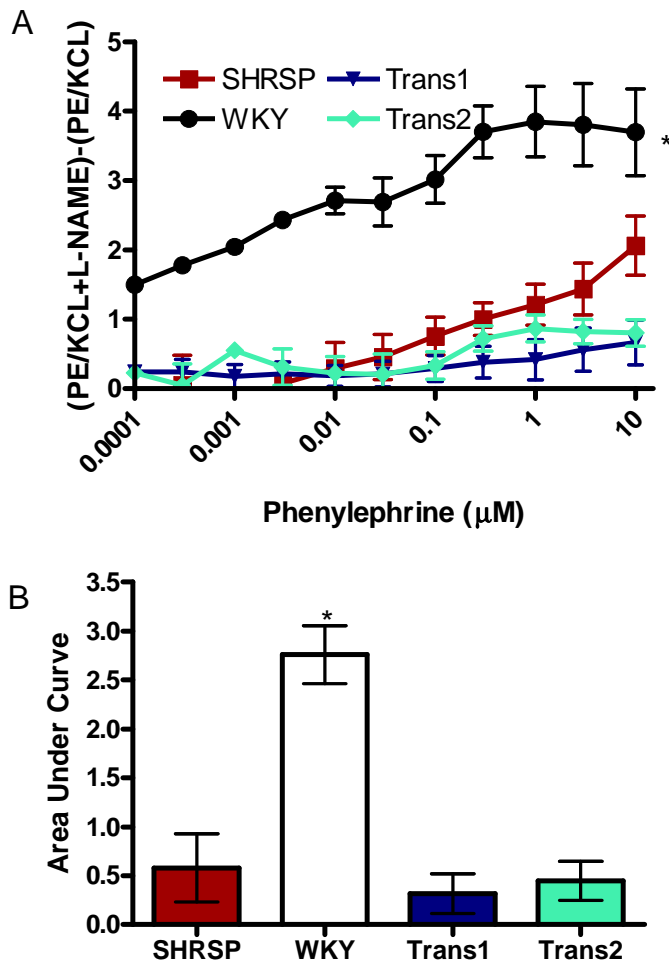 A
(PE/KCL+L-NAME)-(PE/KCL)
5
4
3
2
1
0
SHRSP
Trans1
WKY
Trans2
*
0.0001
0.001
0.01
0.1
1
10
Phenylephrine (μM)
B
Area Under Curve
3.5
3.0
2.5
2.0
1.5
1.0
0.5
0.0
*
SHRSP
WKY
Trans1
Trans2